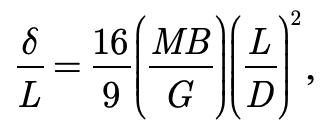 δ/L = 16/9 (MB/G) (L/D)²,